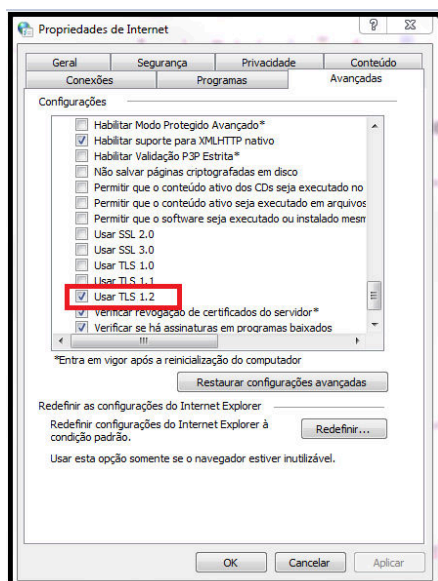 Propriedades de Internet
Geral Segurança Privacidade Conteúdo
Conexões Programas Avançadas
Configurações
Habilitar Modo Protegido Avançado*
Habilitar suporte para XMLHTTP nativo
Habilitar Validação P3P Estrita*
Não salvar páginas criptografadas em disco
Permitir que o conteúdo ativo dos CDs seja executado no
Permitir que o conteúdo ativo seja executado em arquivos
Permitir que o software seja executado ou instalado mesm
Usar SSL 2.0
Usar SSL 3.0
Usar TLS 1.0
Usar TLS 1.1
Usar TLS 1.2
Verificar revogação de certificados do servidor*
Verificar se há assinaturas em programas baixados
*Entra em vigor após a reinicialização do computador
Restaurar configurações avançadas
Redefinir as configurações do Internet Explorer
Redefinir configurações do Internet Explorer à
condição padrão.
Redefinir...
Usar esta opção somente se o navegador estiver inutilizável.
OK Cancelar Aplicar